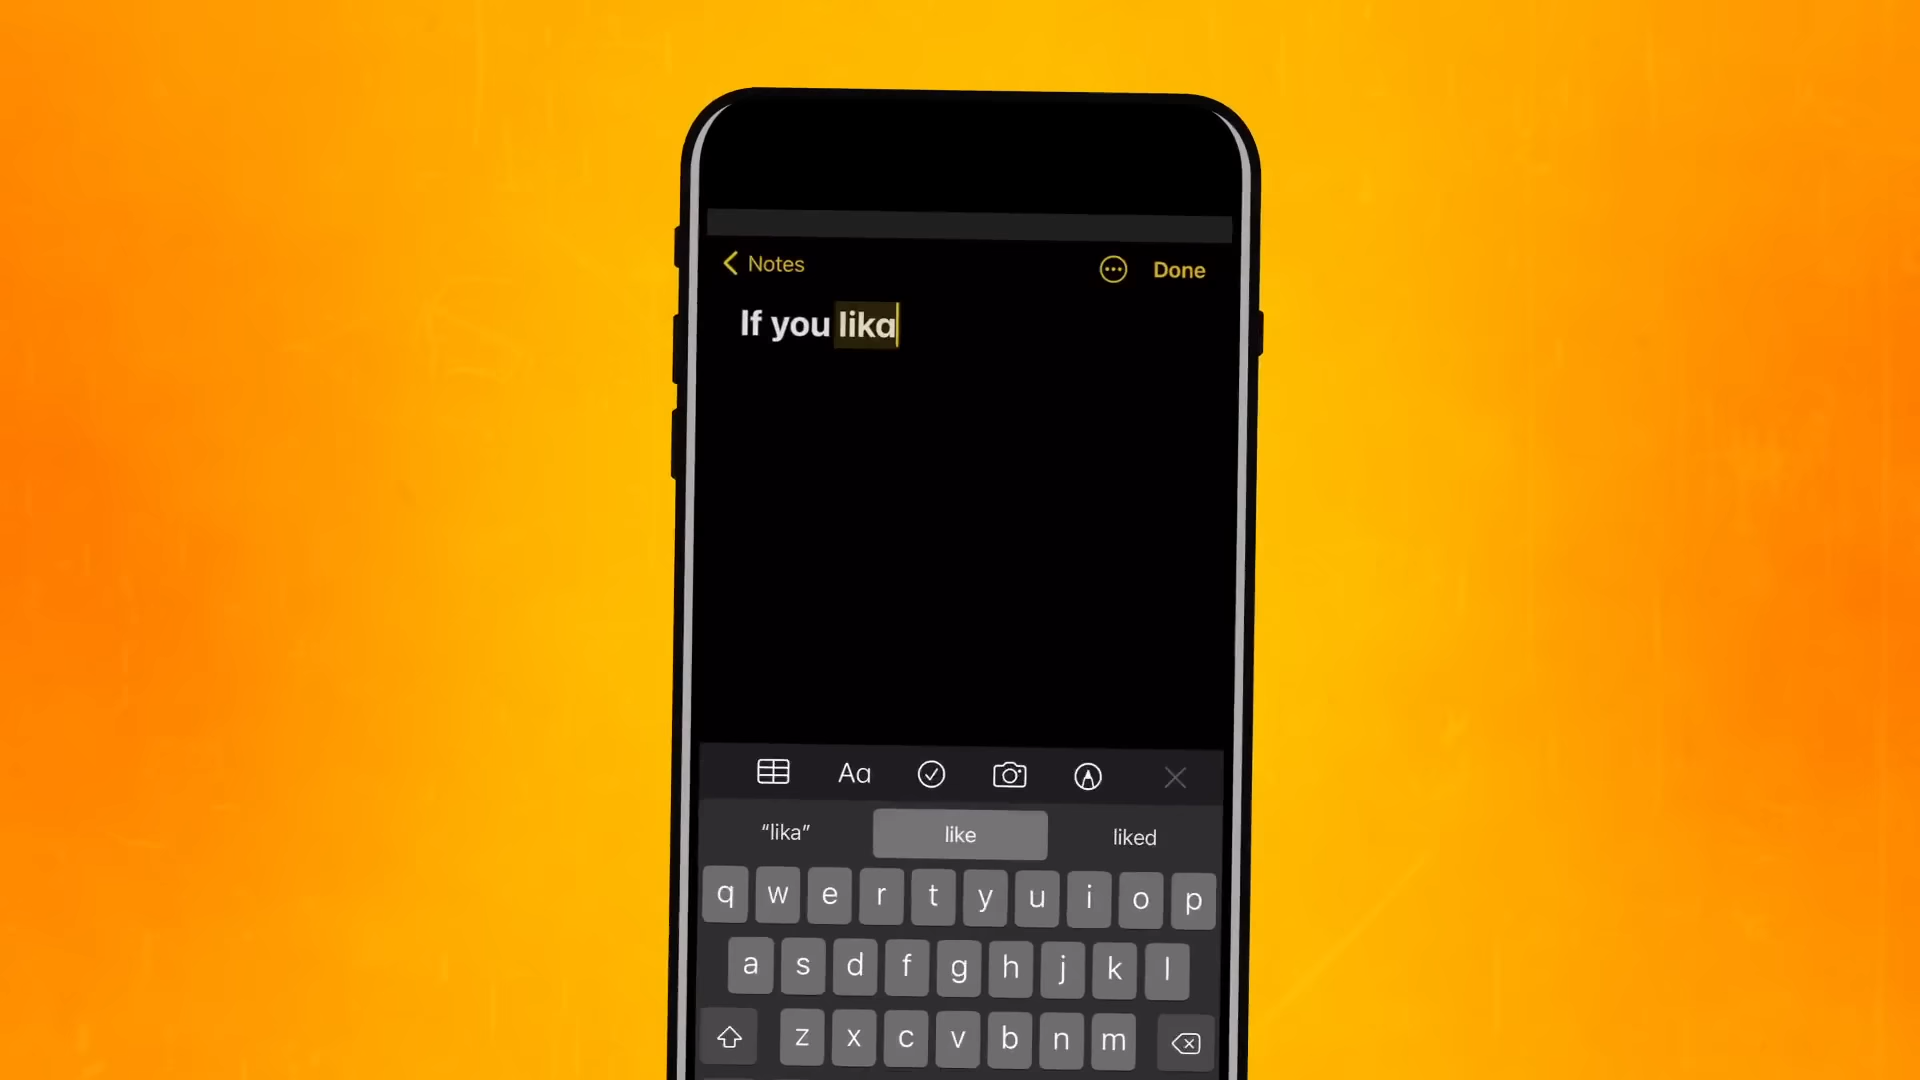 Notes
Done
If you lika
Aa
“lika” like liked
q w e r t y u i o p
a s d f g h j k l
z x c v b n m